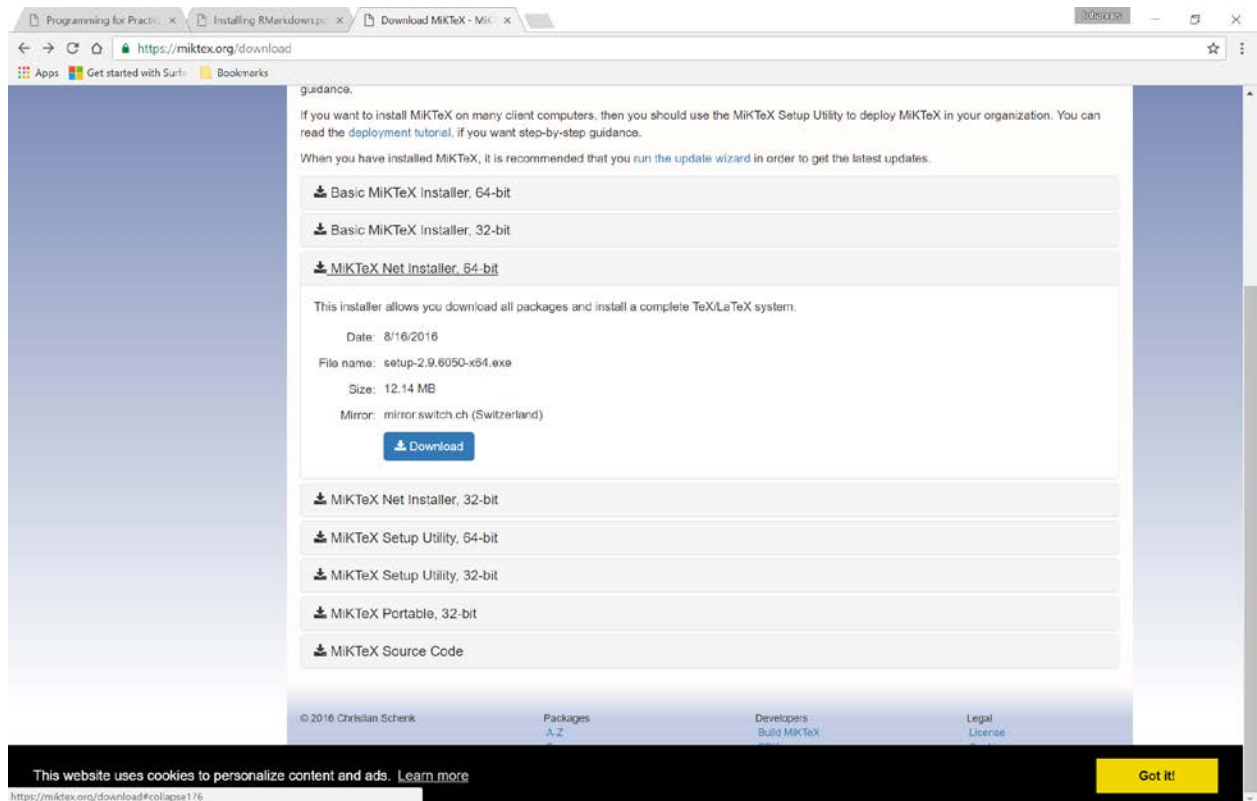 Programming for Practic
Installing RMarkdown.pd
Download MiKTeX - MiK
https://miktex.org/download
Apps
Get started with Surfa
Bookmarks
guidance.
If you want to install MiKTeX on many client computers, then you should use the MiKTeX Setup Utility to deploy MiKTeX in your organization. You can
read the deployment tutorial, if you want step-by-step guidance.
When you have installed MiKTeX, it is recommended that you run the update wizard in order to get the latest updates.
Basic MiKTeX Installer, 64-bit
Basic MiKTeX Installer, 32-bit
MiKTeX Net Installer, 64-bit
This installer allows you download all packages and install a complete TeX/LaTeX system.
Date: 8/16/2016
File name: setup-2.9.6050-x64.exe
Size: 12.14 MB
Mirror: mirror.switch.ch (Switzerland)
Download
MiKTeX Net Installer, 32-bit
MiKTeX Setup Utility, 64-bit
MiKTeX Setup Utility, 32-bit
MiKTeX Portable, 32-bit
MiKTeX Source Code
© 2016 Christian Schenk
Packages
Developers
Legal
A-Z
Build MiKTeX
License
This website uses cookies to personalize content and ads. Learn more
Got it!
https://miktex.org/download#collapse176